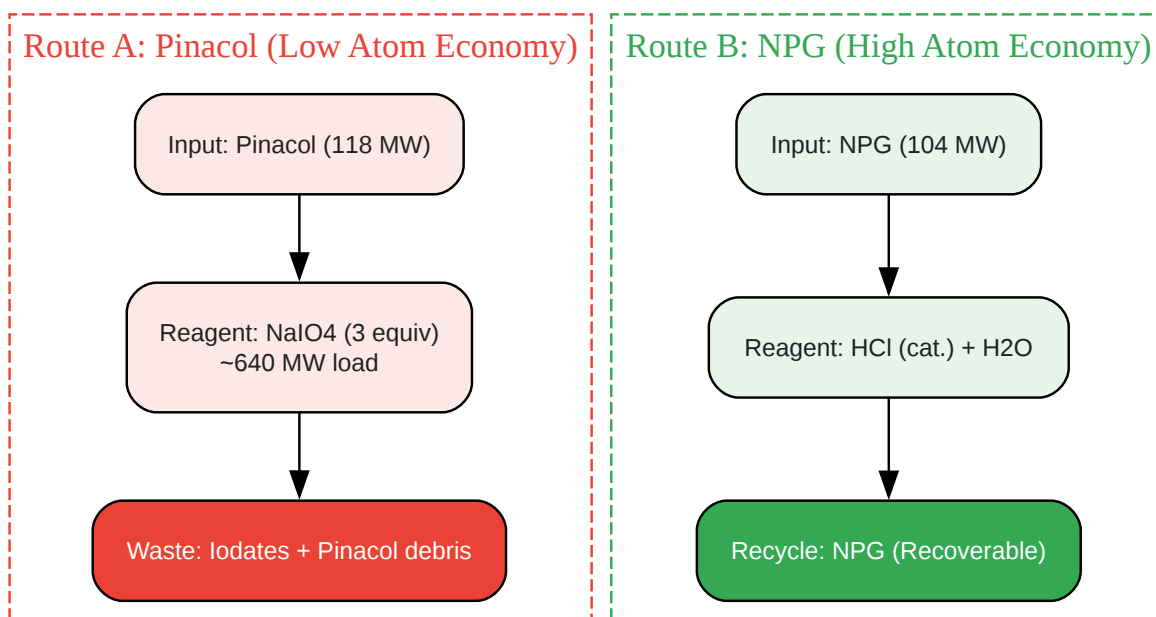 Route A: Pinacol (Low Atom Economy)
Input: Pinacol (118 MW)
Reagent: NaIO4 (3 equiv)
~640 MW load
Waste: Iodates + Pinacol debris
Route B: NPG (High Atom Economy)
Input: NPG (104 MW)
Reagent: HCl (cat.) + H2O
Recycle: NPG (Recoverable)